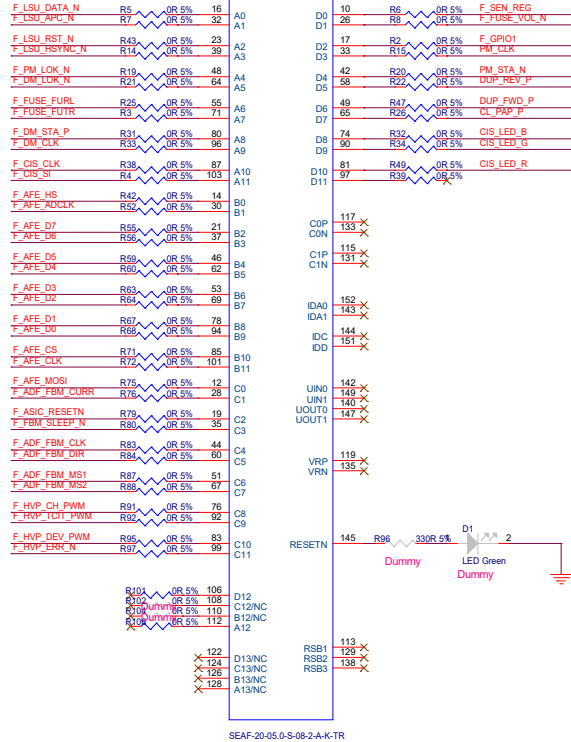 F_LSU_DATA_N R5 0R 5% 16 A0 D0 10 R6 0R 5% F_SEN_REG
F_LSU_APC_N R7 0R 5% 32 A1 D1 26 R8 0R 5% F_FUSE_VOL_N
F_LSU_RST_N R43 0R 5% 23 A2 D2 17 R2 0R 5% F_GPIO1
F_LSU_HSYNC_N R14 0R 5% 39 A3 D3 33 R15 0R 5% PM_CLK
F_PM_LOK_N R19 0R 5% 48 A4 D4 42 R20 0R 5% PM_STA_N
F_DM_LOK_N R21 0R 5% 64 A5 D5 58 R22 0R 5% DUP_REV_P
F_FUSE_FURL R25 0R 5% 55 A6 D6 49 R47 0R 5% DUP_FWD_P
F_FUSE_FUTR R3 0R 5% 71 A7 D7 65 R26 0R 5% CL_PAP_P
F_DM_STA_P R31 0R 5% 80 A8 D8 74 R32 0R 5% CIS_LED_B
F_DM_CLK R33 0R 5% 96 A9 D9 90 R34 0R 5% CIS_LED_G
F_CIS_CLK R38 0R 5% 87 A10 D10 81 R49 0R 5% CIS_LED_R
F_CIS_SI R4 0R 5% 103 A11 D11 97 R39 0R 5%
F_AFE_HS R42 0R 5% 14 B0
F_AFE_ADCLK R52 0R 5% 30 B1
C0P 117
F_AFE_D7 R55 0R 5% 21 B2 C0N 133
F_AFE_D6 R56 0R 5% 37 B3
C1P 115
F_AFE_D5 R59 0R 5% 46 B4 C1N 131
F_AFE_D4 R60 0R 5% 62 B5
F_AFE_D3 R63 0R 5% 53 B6 IDA0 152
F_AFE_D2 R64 0R 5% 69 B7 IDA1 143
F_AFE_D1 R67 0R 5% 78 B8 IDC 144
F_AFE_D0 R68 0R 5% 94 B9 IDD 151
F_AFE_CS R71 0R 5% 85 B10
F_AFE_CLK R72 0R 5% 101 B11
F_AFE_MOSI R75 0R 5% 12 C0 UIN0 142
F_ADF_FBM_CURR R76 0R 5% 28 C1 UIN1 149
UOUT0 140
F_ASIC_RESETN R79 0R 5% 19 C2 UOUT1 147
F_FBM_SLEEP_N R80 0R 5% 35 C3
F_ADF_FBM_CLK R83 0R 5% 44 C4 VRP 119
F_ADF_FBM_DIR R84 0R 5% 60 C5 VRN 135
F_ADF_FBM_MS1 R87 0R 5% 51 C6
F_ADF_FBM_MS2 R88 0R 5% 67 C7
F_HVP_CH_PWM R91 0R 5% 76 C8
F_HVP_TCIT_PWM R92 0R 5% 92 C9
D1
F_HVP_DEV_PWM R95 0R 5% 83 C10 RESETN 145 R96 330R 5% 1 2
F_HVP_ERR_N R97 0R 5% 99 C11 Dummy LED Green
Dummy
R101 0R 5% 106 D12
R102 0R 5% 108 C12/NC
Dummy
R104 0R 5% 110 B12/NC
Dummy
0R 5% 112 A12
RSB1 113
122 D13/NC RSB2 129
124 C13/NC RSB3 138
126 B13/NC
128 A13/NC
SEAF-20-05.0-S-08-2-A-K-TR